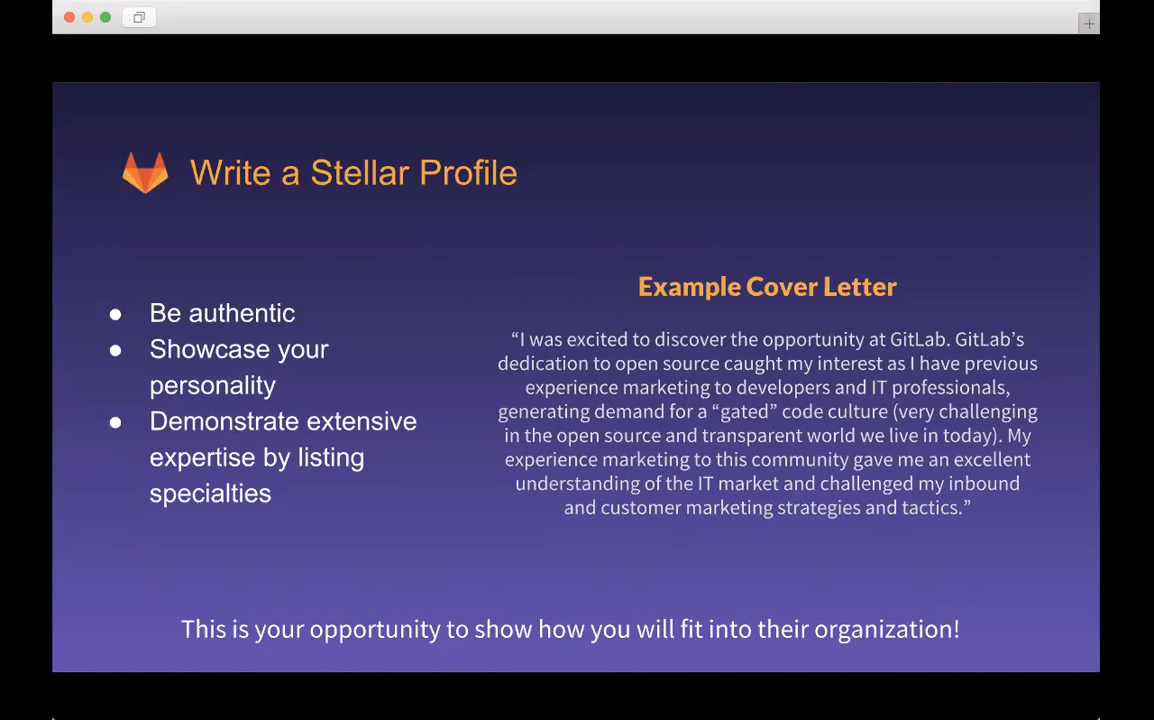 Write a Stellar Profile
● Be authentic
● Showcase your
personality
● Demonstrate extensive
expertise by listing
specialties
Example Cover Letter
“I was excited to discover the opportunity at GitLab. GitLab’s
dedication to open source caught my interest as I have previous
experience marketing to developers and IT professionals,
generating demand for a “gated” code culture (very challenging
in the open source and transparent world we live in today). My
experience marketing to this community gave me an excellent
understanding of the IT market and challenged my inbound
and customer marketing strategies and tactics.”
This is your opportunity to show how you will fit into their organization!